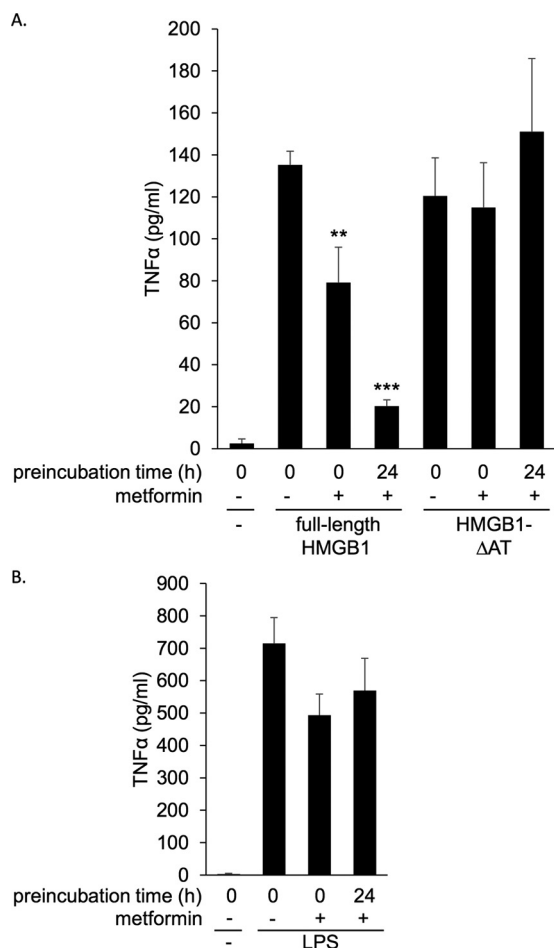 A.
200
180
160
140
120
100
80
60
40
20
0
TNFα (pg/ml)
**
***
preincubation time (h) 0 0 0 24 0 0 24
metformin - - + + - + +
- full-length HMGB1-
HMGB1 ΔAT
B.
900
800
700
600
500
400
300
200
100
0
TNFα (pg/ml)
preincubation time (h) 0 0 0 24
metformin - - + +
- LPS